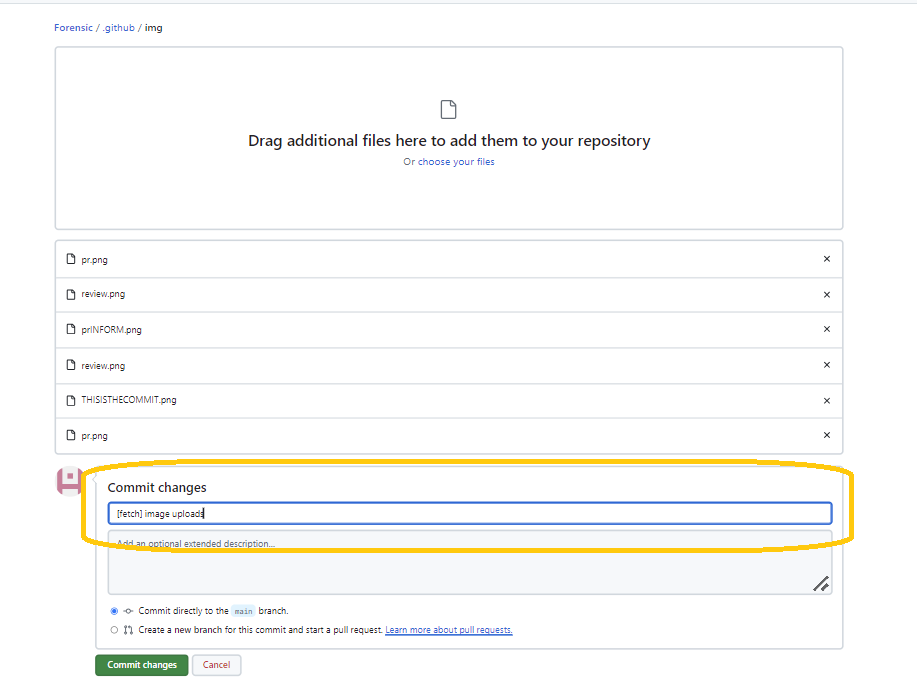 Forensic / .github / img
Drag additional files here to add them to your repository
Or choose your files
pr.png
review.png
prINFORM.png
review.png
THISISTHECOMMIT.png
pr.png
Commit changes
[fetch] image uploads
Add an optional extended description...
Commit directly to the main branch.
Create a new branch for this commit and start a pull request. Learn more about pull requests.
Commit changes Cancel